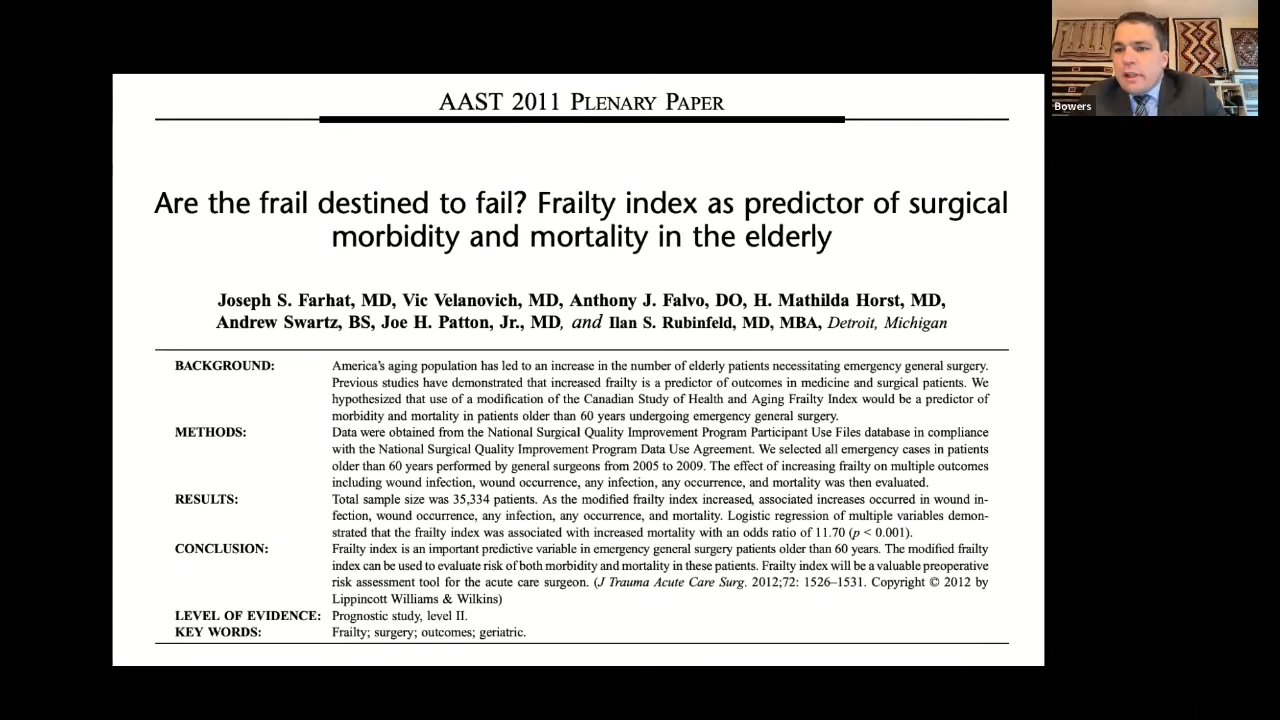 AAST 2011 PLENARY PAPER
Are the frail destined to fail? Frailty index as predictor of surgical
morbidity and mortality in the elderly
Joseph S. Farhat, MD, Vic Velanovich, MD, Anthony J. Falvo, DO, H. Mathilda Horst, MD,
Andrew Swartz, BS, Joe H. Patton, Jr., MD, and Ilan S. Rubinfeld, MD, MBA, Detroit, Michigan
BACKGROUND: America's aging population has led to an increase in the number of elderly patients necessitating emergency general surgery.
Previous studies have demonstrated that increased frailty is a predictor of outcomes in medicine and surgical patients. We
hypothesized that use of a modification of the Canadian Study of Health and Aging Frailty Index would be a predictor of
morbidity and mortality in patients older than 60 years undergoing emergency general surgery.
METHODS: Data were obtained from the National Surgical Quality Improvement Program Participant Use Files database in compliance
with the National Surgical Quality Improvement Program Data Use Agreement. We selected all emergency cases in patients
older than 60 years performed by general surgeons from 2005 to 2009. The effect of increasing frailty on multiple outcomes
including wound infection, wound occurrence, any infection, any occurrence, and mortality was then evaluated.
RESULTS: Total sample size was 35,334 patients. As the modified frailty index increased, associated increases occurred in wound in-
fection, wound occurrence, any infection, any occurrence, and mortality. Logistic regression of multiple variables demon-
strated that the frailty index was associated with increased mortality with an odds ratio of 11.70 (p < 0.001).
CONCLUSION: Frailty index is an important predictive variable in emergency general surgery patients older than 60 years. The modified frailty
index can be used to evaluate risk of both morbidity and mortality in these patients. Frailty index will be a valuable preoperative
risk assessment tool for the acute care surgeon. (J Trauma Acute Care Surg. 2012;72: 1526–1531. Copyright © 2012 by
Lippincott Williams & Wilkins)
LEVEL OF EVIDENCE: Prognostic study, level II.
KEY WORDS: Frailty; surgery; outcomes; geriatric.
Bowers